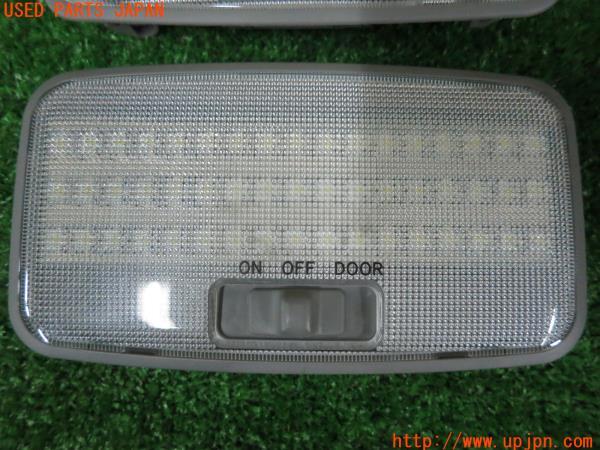 USED PARTS JAPAN
ON OFF DOOR
http://www.upjpn.com/